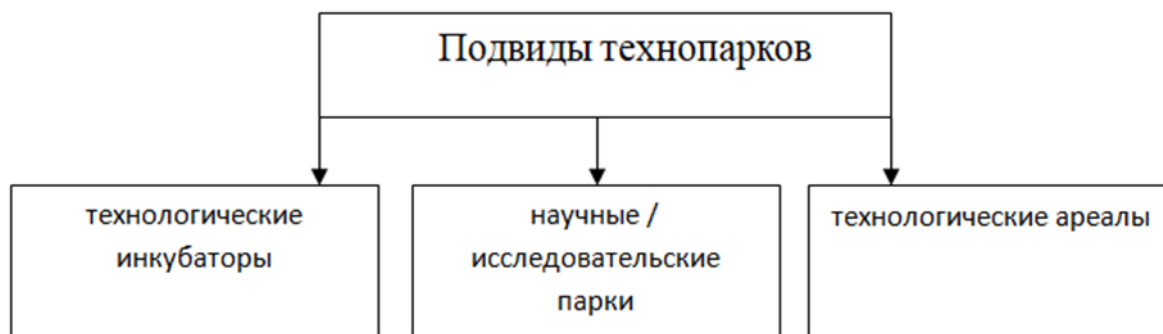 Подвиды технопарков
технологические
инкубаторы
научные /
исследовательские
парки
технологические ареалы